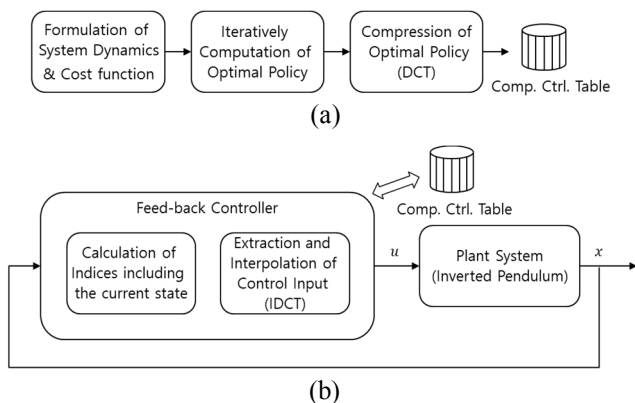 Formulation of
System Dynamics
& Cost function
Iteratively
Computation of
Optimal Policy
Compression of
Optimal Policy
(DCT)
Comp. Ctrl. Table
(a)
Feed-back Controller
Calculation of
Indices including
the current state
Extraction and
Interpolation of
Control Input
(IDCT)
Comp. Ctrl. Table
u
Plant System
(Inverted Pendulum)
x
(b)